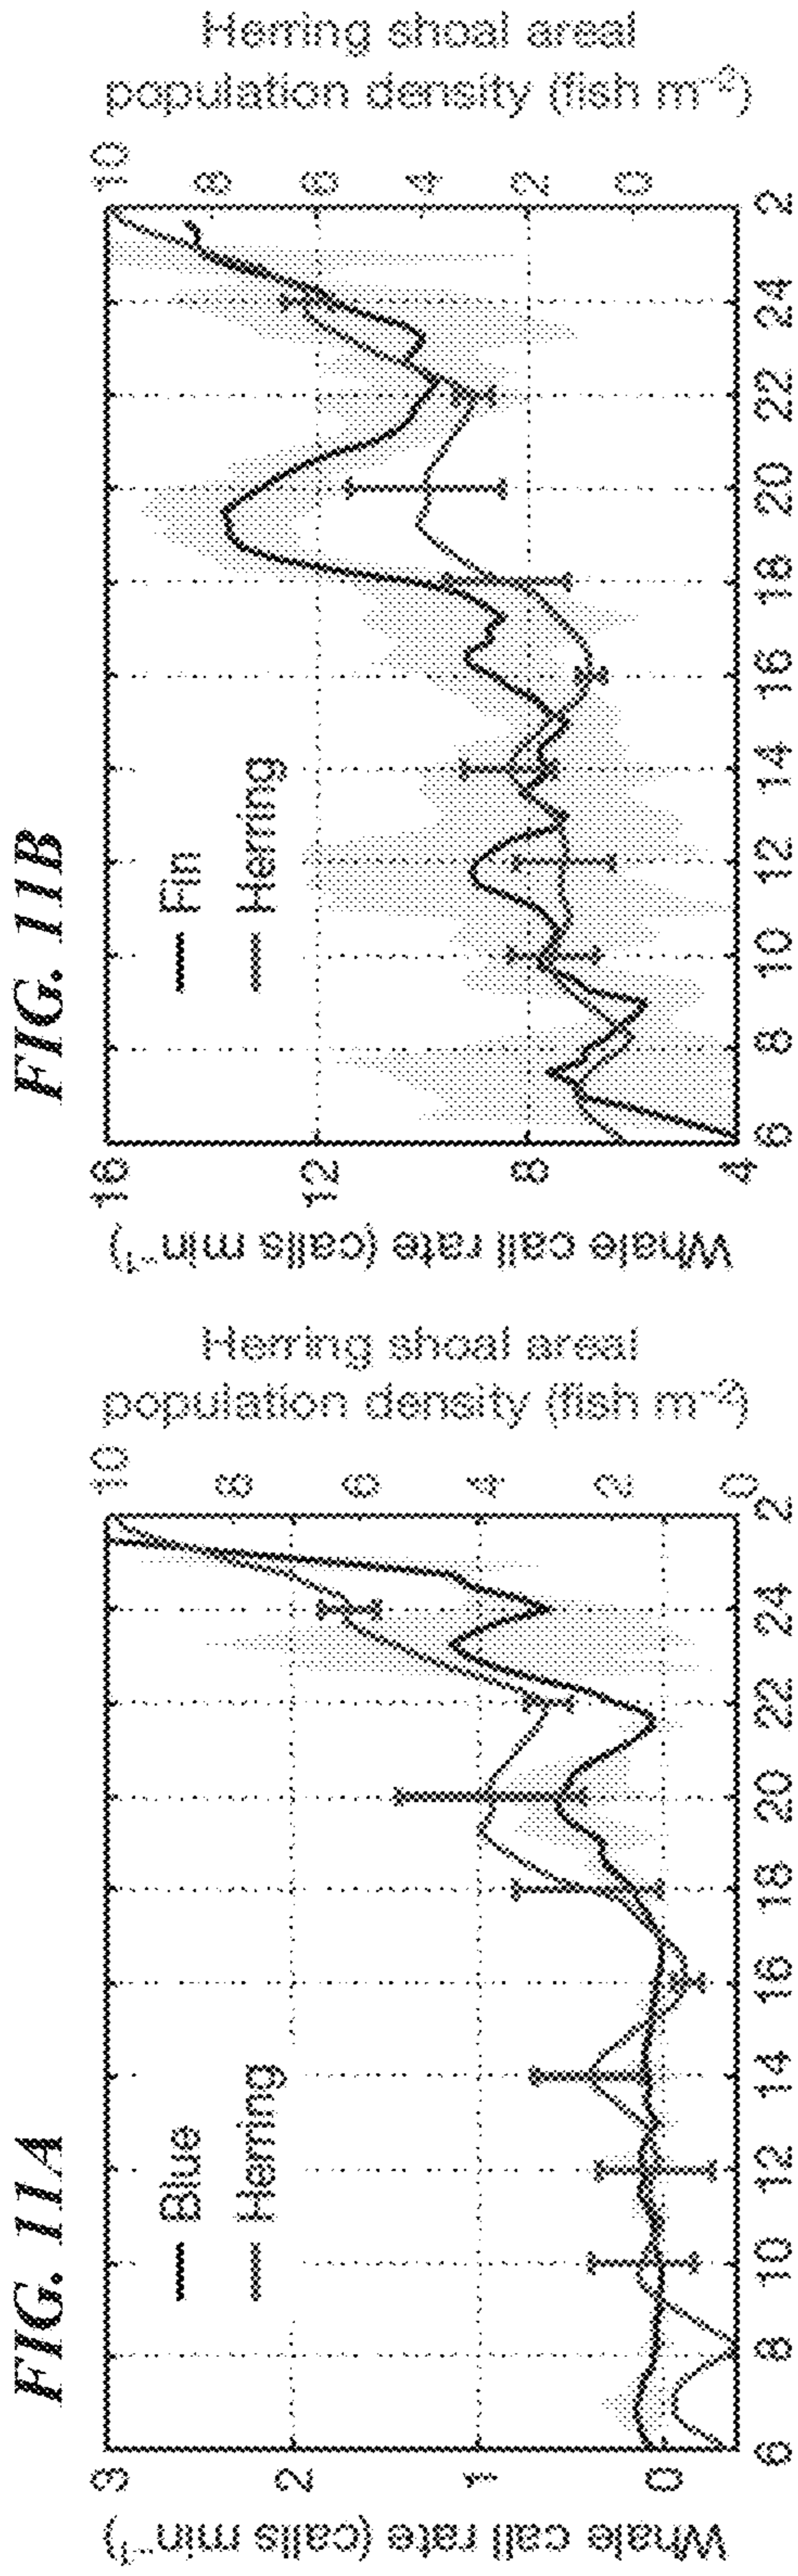 FIG. 11A
Blue
Herring
Whale call rate (calls min⁻¹)
3
2
1
0
Herring shoal areal
population density (fish m⁻²)
10
8
6
4
2
0
6 8 10 12 14 16 18 20 22 24 2
FIG. 11B
Fin
Herring
Whale call rate (calls min⁻¹)
16
12
8
4
Herring shoal areal
population density (fish m⁻²)
10
8
6
4
2
0
6 8 10 12 14 16 18 20 22 24 2